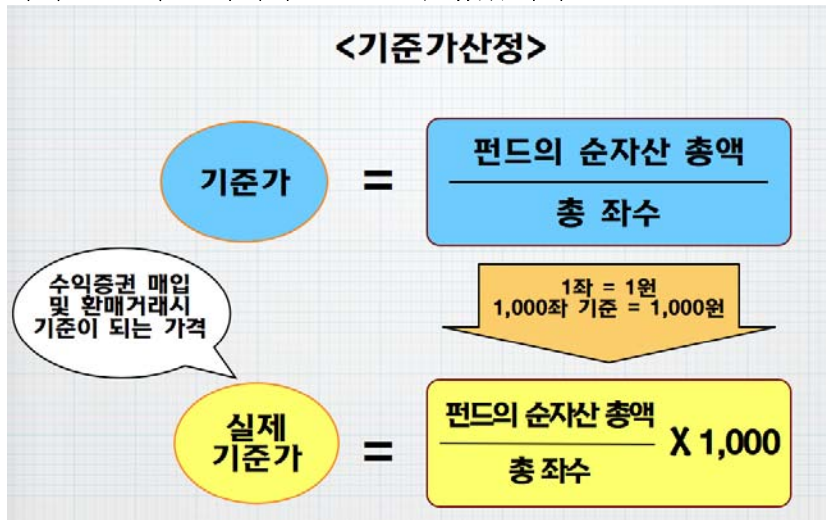 <기준가산정>
기준가
=
펀드의 순자산 총액
총 좌수
수익증권 매입
및 환매거래시
기준이 되는 가격
1좌 = 1원
1,000좌 기준 = 1,000원
실제
기준가
=
펀드의 순자산 총액
총 좌수
X 1,000